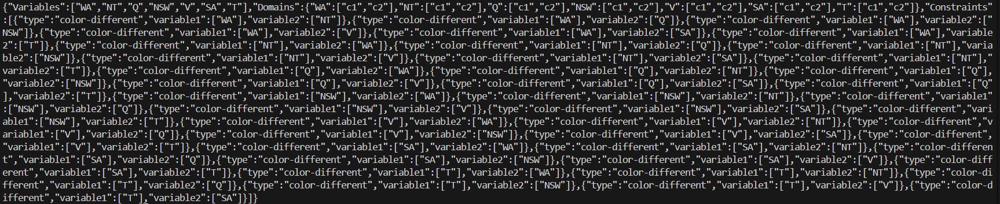 {"Variables":["WA","NT","Q","NSW","V","SA","T"],"Domains":{"WA":["c1","c2"],"NT":["c1","c2"],"Q":["c1","c2"],"NSW":["c1","c2"],"V":["c1","c2"],"SA":["c1","c2"],"T":["c1","c2"]},"Constraints"
:[{"type":"color-different","variable1":["WA"],"variable2":["NT"]},{"type":"color-different","variable1":["WA"],"variable2":["Q"]},{"type":"color-different","variable1":["WA"],"variable2":["
NSW"]},{"type":"color-different","variable1":["WA"],"variable2":["V"]},{"type":"color-different","variable1":["WA"],"variable2":["SA"]},{"type":"color-different","variable1":["WA"],"variable
2":["T"]},{"type":"color-different","variable1":["NT"],"variable2":["WA"]},{"type":"color-different","variable1":["NT"],"variable2":["Q"]},{"type":"color-different","variable1":["NT"],"varia
ble2":["NSW"]},{"type":"color-different","variable1":["NT"],"variable2":["V"]},{"type":"color-different","variable1":["NT"],"variable2":["SA"]},{"type":"color-different","variable1":["NT"],"
variable2":["T"]},{"type":"color-different","variable1":["Q"],"variable2":["WA"]},{"type":"color-different","variable1":["Q"],"variable2":["NT"]},{"type":"color-different","variable1":["Q"],
"variable2":["NSW"]},{"type":"color-different","variable1":["Q"],"variable2":["V"]},{"type":"color-different","variable1":["Q"],"variable2":["SA"]},{"type":"color-different","variable1":["Q"
],"variable2":["T"]},{"type":"color-different","variable1":["NSW"],"variable2":["WA"]},{"type":"color-different","variable1":["NSW"],"variable2":["NT"]},{"type":"color-different","variable1"
:["NSW"],"variable2":["Q"]},{"type":"color-different","variable1":["NSW"],"variable2":["V"]},{"type":"color-different","variable1":["NSW"],"variable2":["SA"]},{"type":"color-different","vari
able1":["NSW"],"variable2":["T"]},{"type":"color-different","variable1":["V"],"variable2":["WA"]},{"type":"color-different","variable1":["V"],"variable2":["NT"]},{"type":"color-different","v
ariable1":["V"],"variable2":["Q"]},{"type":"color-different","variable1":["V"],"variable2":["NSW"]},{"type":"color-different","variable1":["V"],"variable2":["SA"]},{"type":"color-different",
"variable1":["V"],"variable2":["T"]},{"type":"color-different","variable1":["SA"],"variable2":["WA"]},{"type":"color-different","variable1":["SA"],"variable2":["NT"]},{"type":"color-differen
t","variable1":["SA"],"variable2":["Q"]},{"type":"color-different","variable1":["SA"],"variable2":["NSW"]},{"type":"color-different","variable1":["SA"],"variable2":["V"]},{"type":"color-diff
erent","variable1":["SA"],"variable2":["T"]},{"type":"color-different","variable1":["T"],"variable2":["WA"]},{"type":"color-different","variable1":["T"],"variable2":["NT"]},{"type":"color-di
fferent","variable1":["T"],"variable2":["Q"]},{"type":"color-different","variable1":["T"],"variable2":["NSW"]},{"type":"color-different","variable1":["T"],"variable2":["V"]},{"type":"color-d
ifferent","variable1":["T"],"variable2":["SA"]}]}